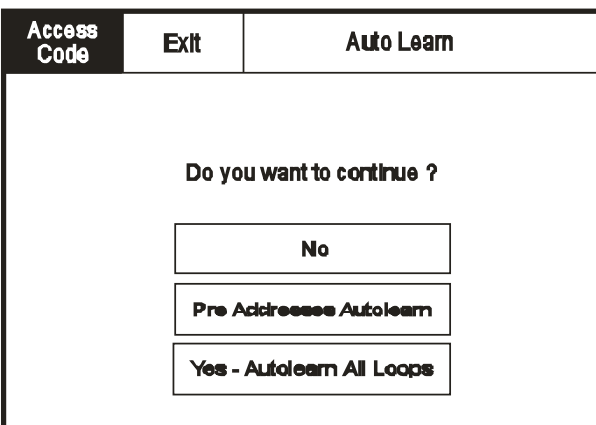 Access Code
Exit
Auto Learn
Do you want to continue ?
No
Pre Addresses Autolearn
Yes - Autolearn All Loops